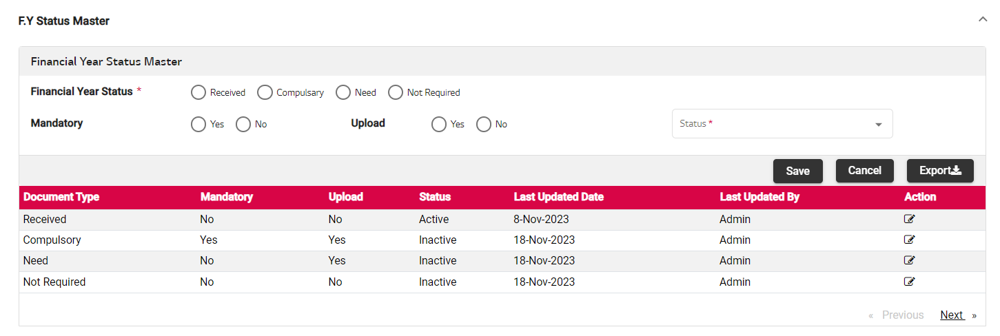 F.Y Status Master
Financial Year Status Master
Financial Year Status * Received Compulsary Need Not Required
Mandatory Yes No Upload Yes No Status *
Save Cancel Export
Document Type Mandatory Upload Status Last Updated Date Last Updated By Action
Received No No Active 8-Nov-2023 Admin
Compulsory Yes Yes Inactive 18-Nov-2023 Admin
Need No Yes Inactive 18-Nov-2023 Admin
Not Required No No Inactive 18-Nov-2023 Admin
« Previous Next »